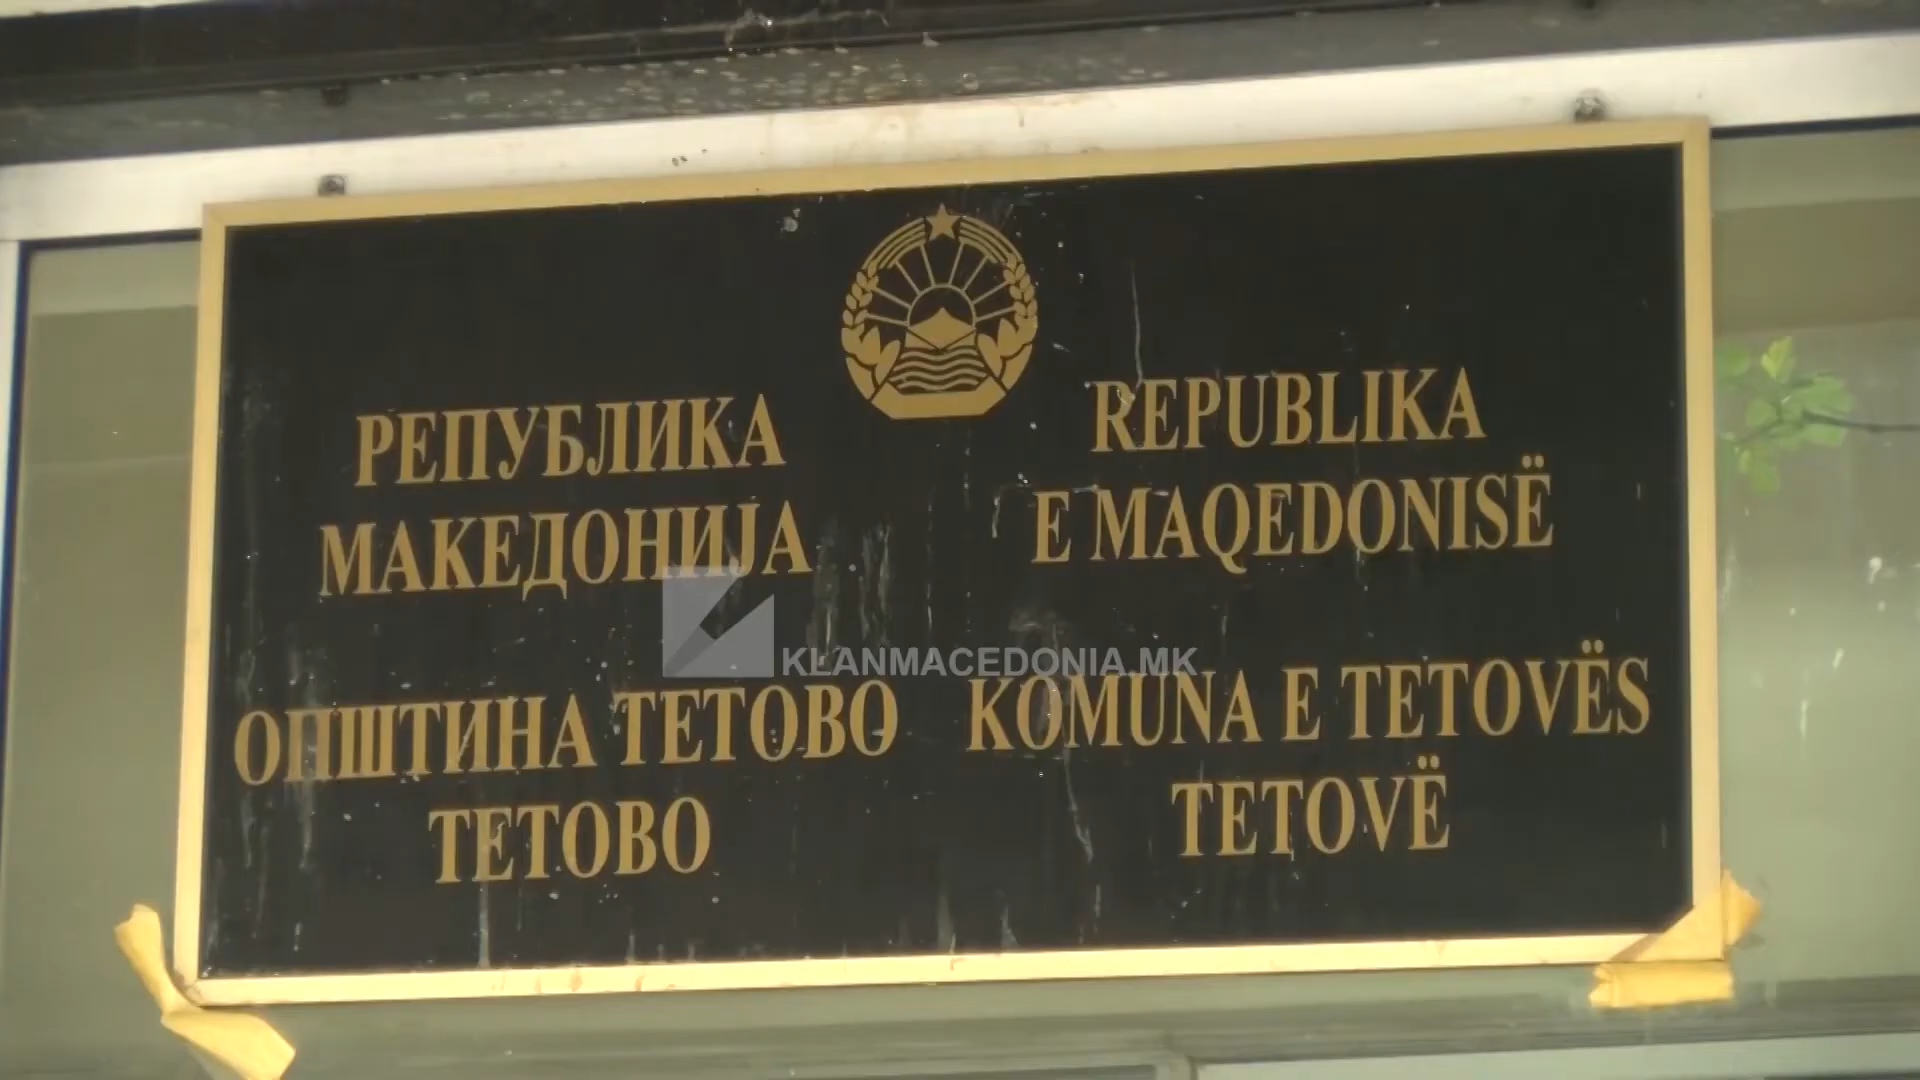 РЕПУБЛИКА
МАКЕДОНИЈА
ОПШТИНА ТЕТОВО
ТЕТОВО
REPUBLIKA
E MAQEDONISË
KOMUNA E TETOVËS
TETOVË
KLANMACEDONIA.MK